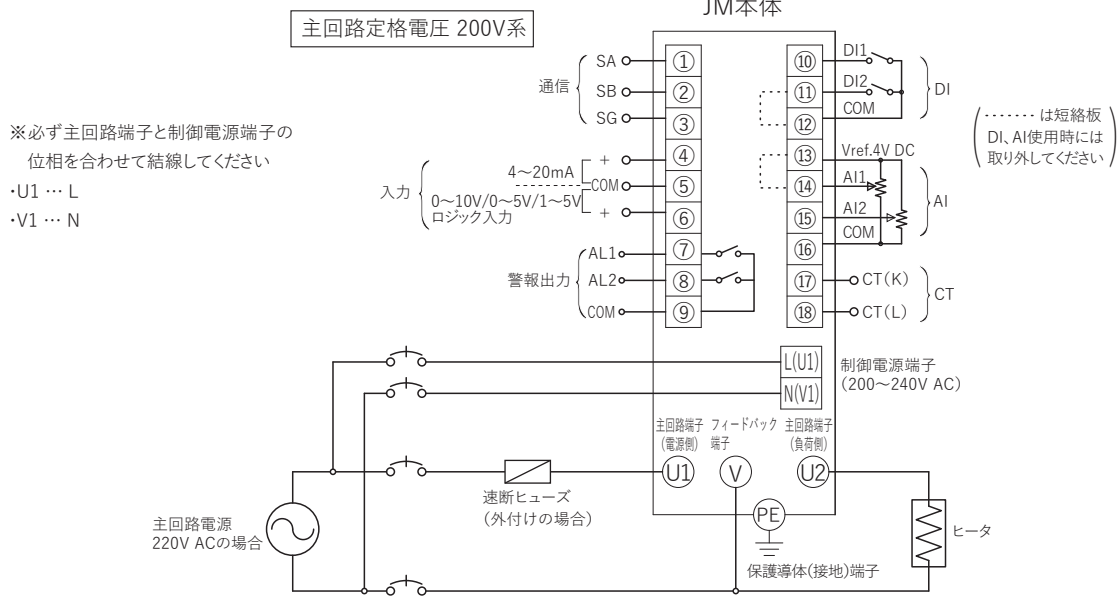 JM本体
主回路定格電圧 200V系
※必ず主回路端子と制御電源端子の
位相を合わせて結線してください
・U1 … L
・V1 … N
通信
SA
SB
SG
①
②
③
入力
4〜20mA
+
COM
0〜10V/0〜5V/1〜5V
ロジック入力
+
④
⑤
⑥
警報出力
AL1
AL2
COM
⑦
⑧
⑨
⑩
⑪
⑫
DI1
DI2
COM
DI
⑬
⑭
⑮
⑯
Vref.4V DC
AI1
AI2
COM
AI
⑰
⑱
CT(K)
CT(L)
CT
------- は短絡板
DI、AI使用時には
取り外してください
L(U1)
N(V1)
制御電源端子
(200〜240V AC)
主回路端子
(電源側)
フィードバック
端子
主回路端子
(負荷側)
U1
V
U2
PE
速断ヒューズ
(外付けの場合)
主回路電源
220V ACの場合
保護導体(接地)端子
ヒータ